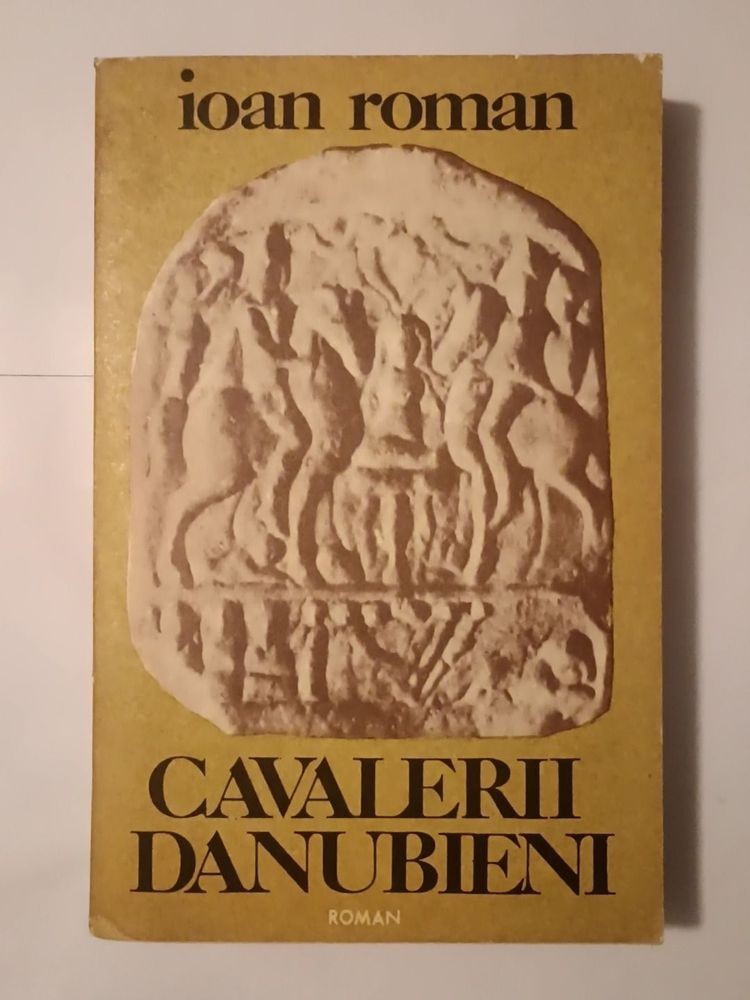 ioan roman
CAVALERII
DANUBIENI
ROMAN